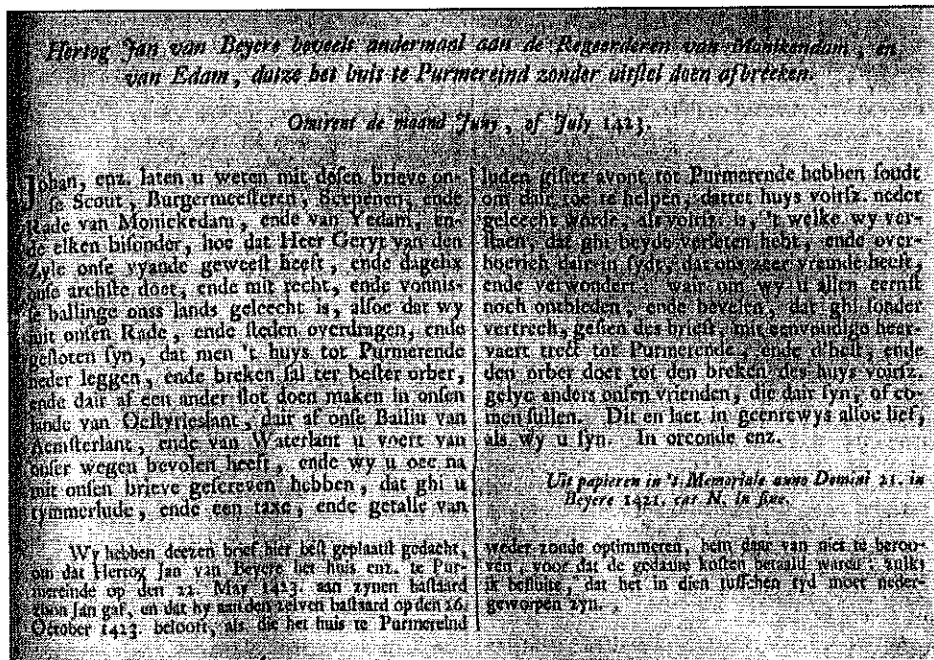 Hertog Jan van Beyere beveelt andermaal aan de Regeerderen van Monikendam, en
van Edam, datze het huis te Purmereind zonder uitstel doen afbreeken.
Omtrent de maand Juny, of July 1423.
Johan, enz. laten u weten mit desen brieve on-
se Scout, Burgermeesteren, Scepenen, ende
Rade van Monickedam, ende van Yedam, en-
de elken bisonder, hoe dat Heer Geryt van den
Zyle onse vyande geweest heeft, ende dagelix
onse archste doet, ende mit recht, ende vonnis-
se ballinge onss lands geleecht is, alsoe dat wy
mit onsen Rade, ende steden overdragen, ende
gesloten syn, dat men 't huys tot Purmerende
neder leggen, ende breken sal ter bester orber,
ende dair af een ander slot doen maken in onsen
lande van Oestvrieslant, dair af onse Bailiu van
Aemsterlant, ende van Waterlant u voert van
onser wegen bevolen heeft, ende wy u oec na
mit onsen brieve gescreven hebben, dat ghi u
tymmerlude, ende een taxe, ende getalle van
luden gister avont tot Purmerende hebben soudt
om dair toe te helpen, dattet huys voirsz. neder
geleecht worde, als voirsz. is, 't welke wy ver-
staen, dat ghi beyde verleten hebt, ende over-
hoerich dair in sydt, dat ons zeer vremde heeft,
ende verwondert: wair om wy u allen eernst
noch ontbieden, ende bevelen, dat ghi sonder
vertrech, gesien des briefs, mit eenvoudige heer-
vaert trect tot Purmerende, ende d'best, ende
den orber doet tot den breken des huys voirsz.
gelyc anders onsen vrienden, die dair syn, of co-
men sullen. Dit en laet in geenrewys alsoe lief,
als wy u syn. In orconde enz.
Uit papieren in 't Memoriale anno Domini 21. in
Beyere 1421. cas N. in fine.
Wy hebben deezen brief hier best geplaatst gedacht,
om dat Hertog Jan van Beyere het huis enz. te Pur-
mereinde op den 22. May 1423. aan zynen bastaard
zoon Jan gaf, en dat hy aan den zelven bastaard op den 26.
October 1423. belooft, als die het huis te Purmereind
weder zoude optimmeren, hem daar van niet te beroo-
ven, voor dat de gedaane kosten betaald waren: zulks
ik besluite, dat het in dien tusschen tyd moet neder-
geworpen zyn.